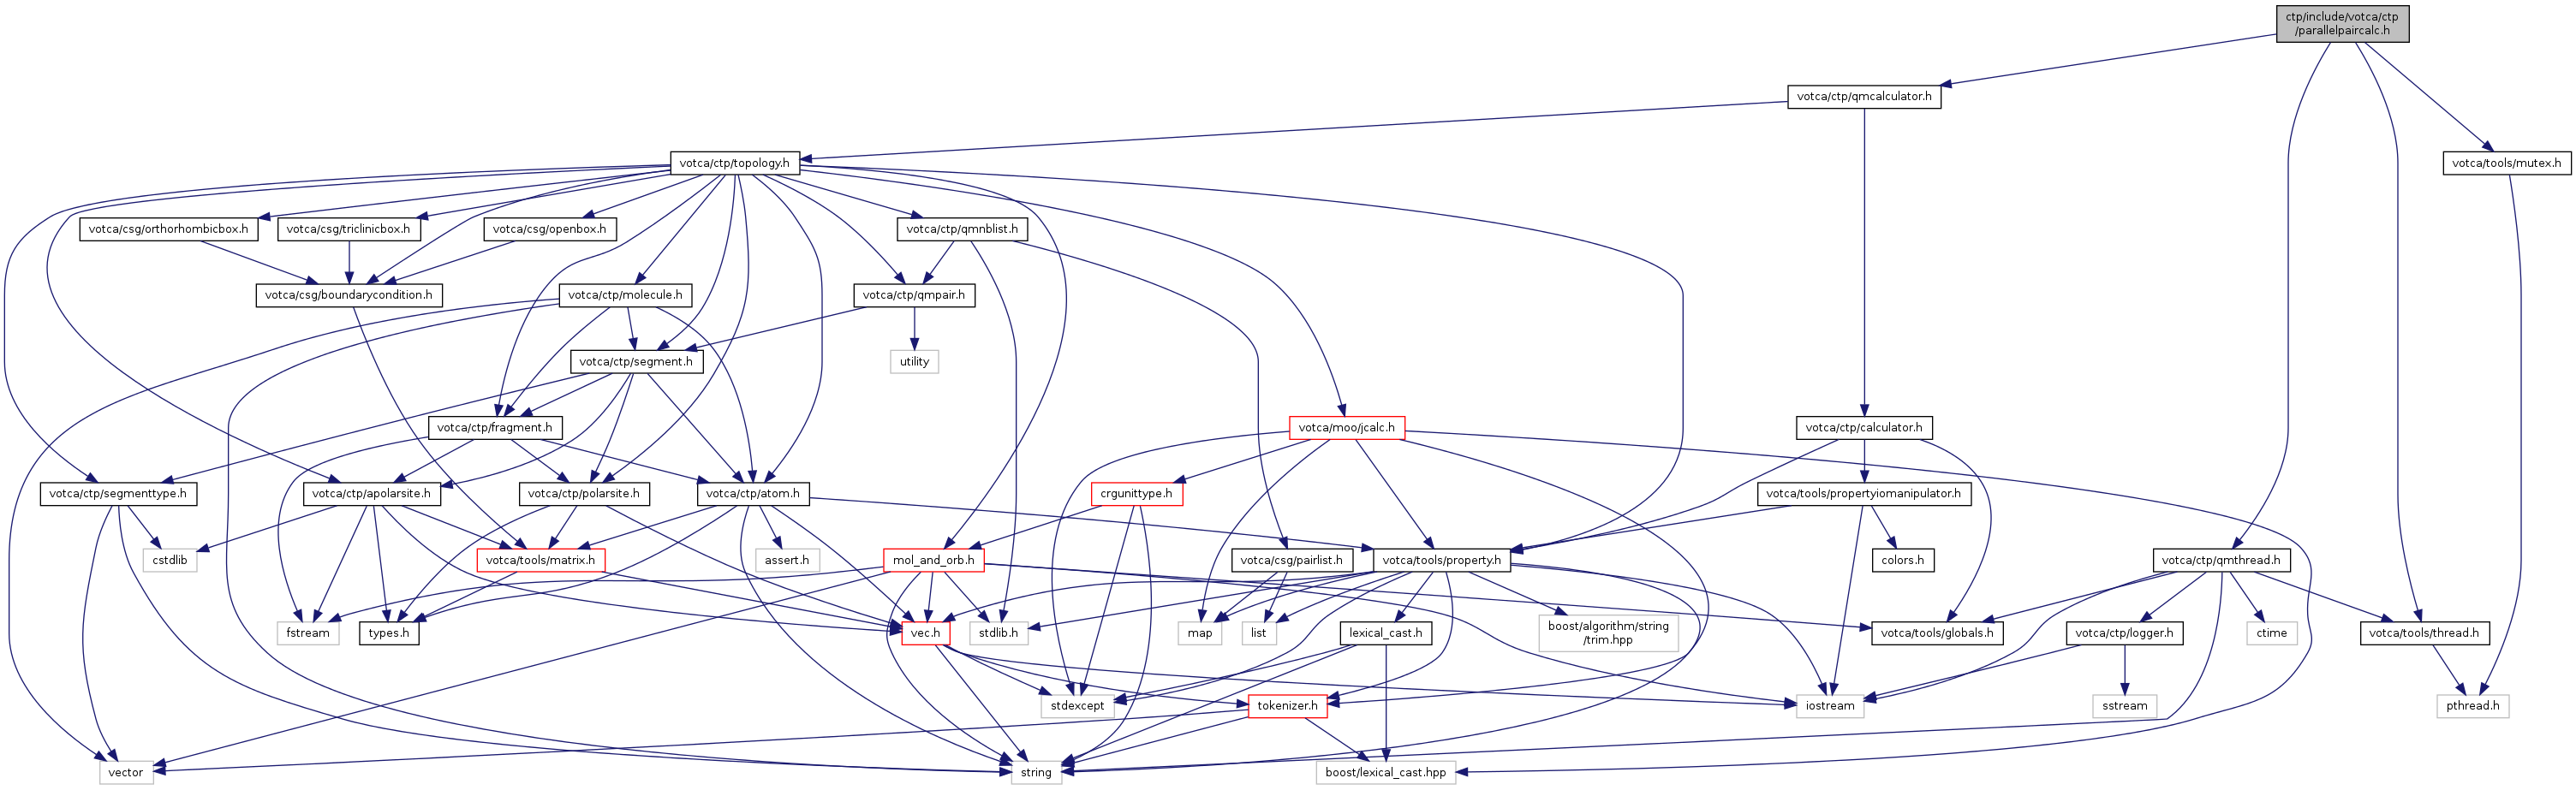 ctp/include/votca/ctp
/parallelpaircalc.h
votca/ctp/qmcalculator.h
votca/ctp/topology.h
votca/tools/mutex.h
votca/csg/orthorhombicbox.h
votca/csg/triclinicbox.h
votca/csg/openbox.h
votca/ctp/qmnblist.h
votca/csg/boundarycondition.h
votca/ctp/molecule.h
votca/ctp/qmpair.h
votca/ctp/segment.h
utility
votca/ctp/fragment.h
votca/moo/jcalc.h
votca/ctp/calculator.h
votca/ctp/segmenttype.h
votca/ctp/apolarsite.h
votca/ctp/polarsite.h
votca/ctp/atom.h
crgunittype.h
votca/tools/propertyiomanipulator.h
cstdlib
votca/tools/matrix.h
assert.h
mol_and_orb.h
votca/csg/pairlist.h
votca/tools/property.h
colors.h
votca/ctp/qmthread.h
fstream
types.h
vec.h
stdlib.h
map
list
lexical_cast.h
boost/algorithm/string
/trim.hpp
votca/tools/globals.h
votca/ctp/logger.h
ctime
votca/tools/thread.h
stdexcept
tokenizer.h
iostream
sstream
pthread.h
vector
string
boost/lexical_cast.hpp